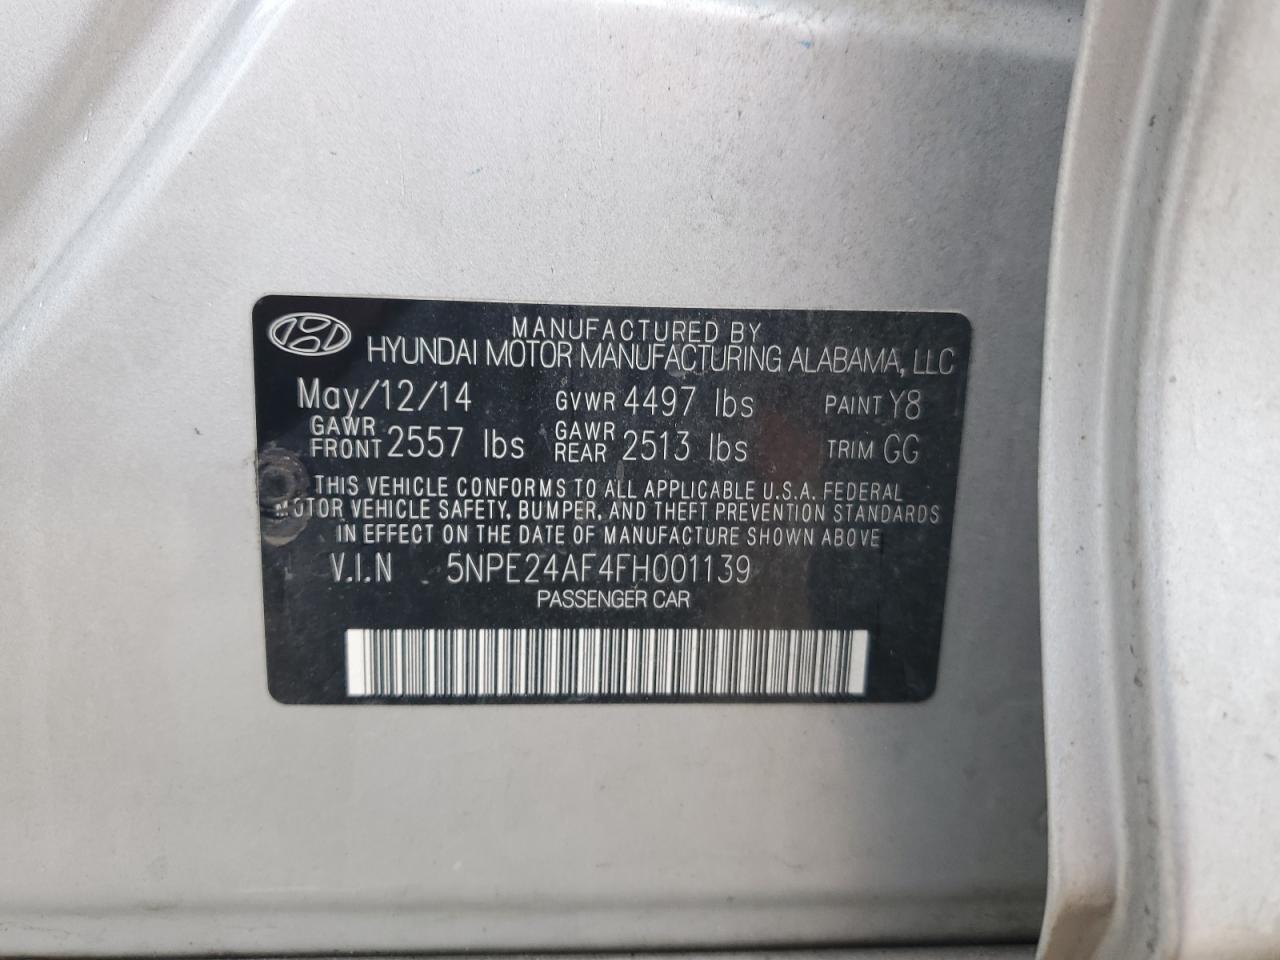 MANUFACTURED BY
HYUNDAI MOTOR MANUFACTURING ALABAMA, LLC
May/12/14 GVWR 4497 lbs PAINT Y8
GAWR FRONT 2557 lbs GAWR REAR 2513 lbs TRIM GG
THIS VEHICLE CONFORMS TO ALL APPLICABLE U.S.A. FEDERAL
MOTOR VEHICLE SAFETY, BUMPER, AND THEFT PREVENTION STANDARDS
IN EFFECT ON THE DATE OF MANUFACTURE SHOWN ABOVE
V.I.N 5NPE24AF4FH001139
PASSENGER CAR